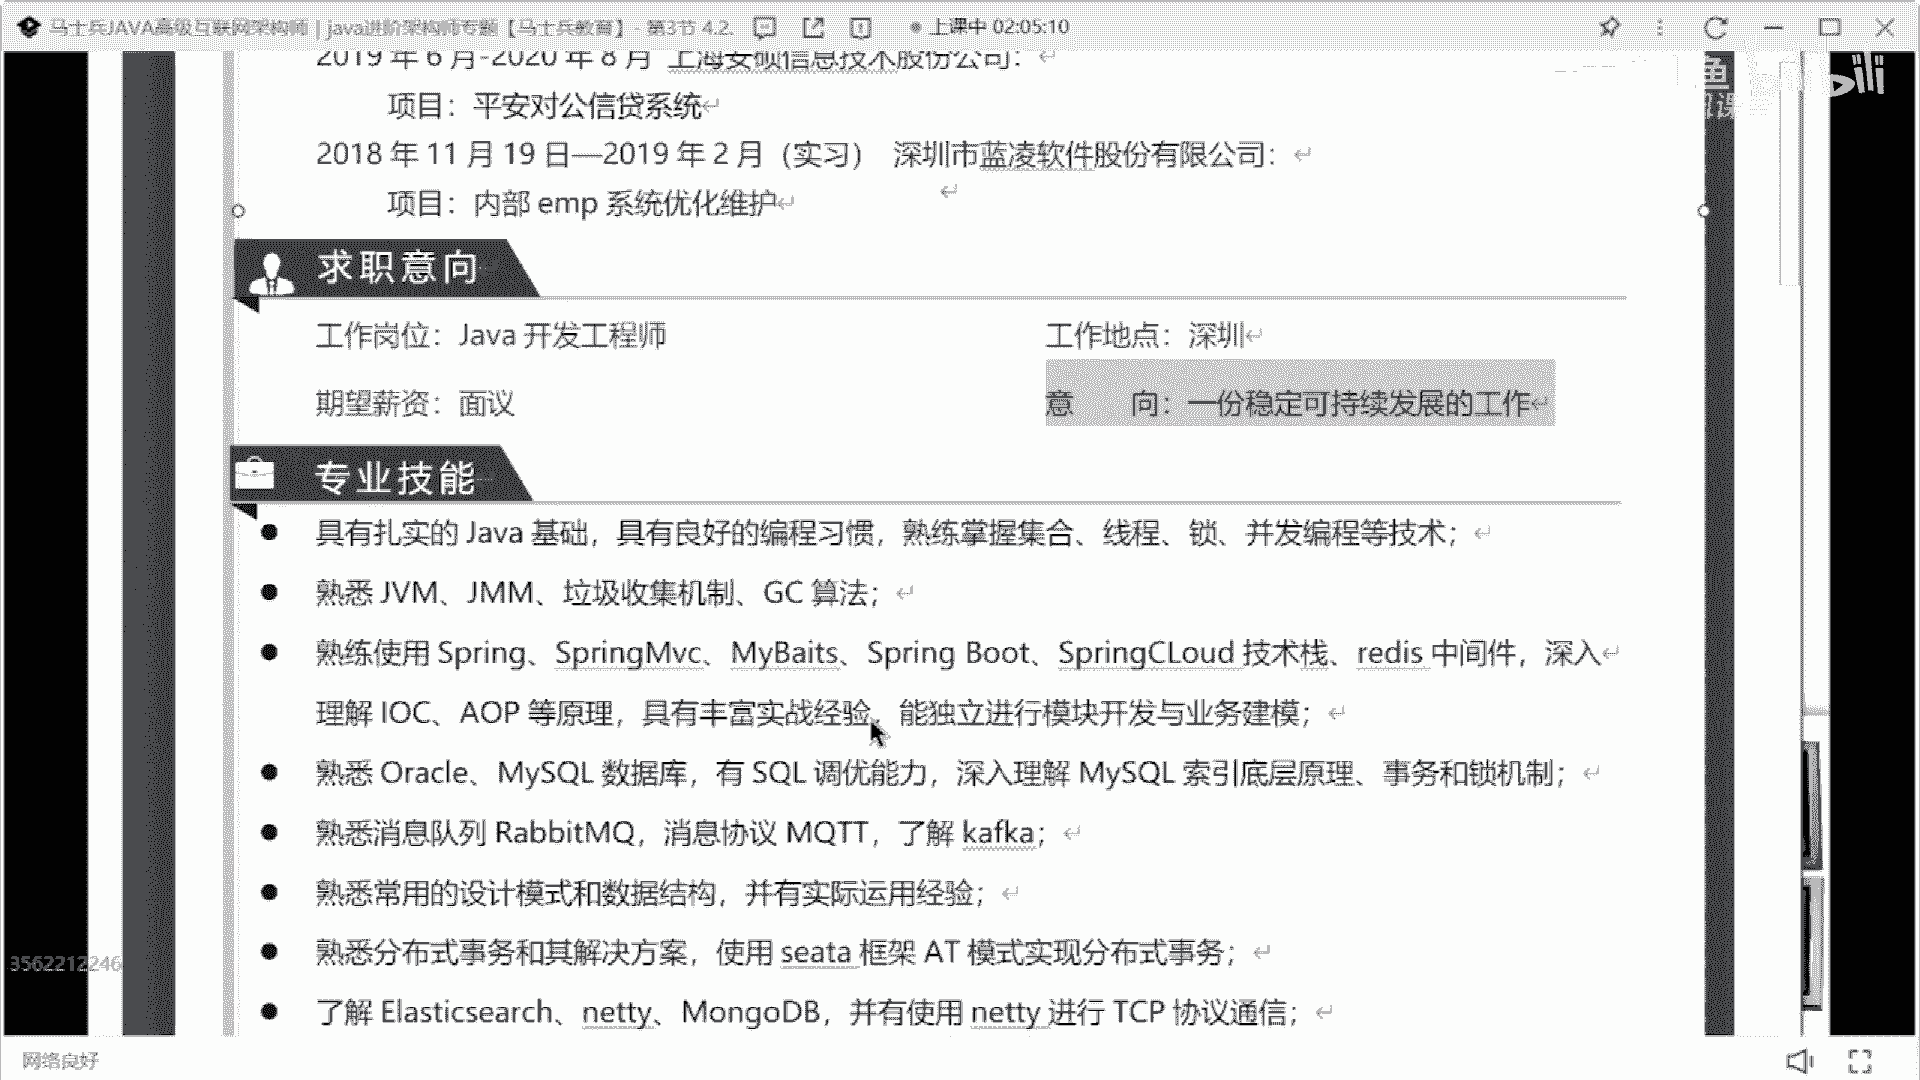 马士兵JAVA高级互联网架构师 | java进阶架构师专题【马士兵教育】 - 第3节 4.2. 上课中 02:05:10
2019 年 6 月-2020 年 8 月 上海安硕信息技术股份公司：
项目：平安对公信贷系统
2018 年 11 月 19 日—2019 年 2 月（实习） 深圳市蓝凌软件股份有限公司：
项目：内部 emp 系统优化维护
求职意向
工作岗位：Java 开发工程师 工作地点：深圳
期望薪资：面议 意 向：一份稳定可持续发展的工作
专业技能
● 具有扎实的 Java 基础，具有良好的编程习惯，熟练掌握集合、线程、锁、并发编程等技术；
● 熟悉 JVM、JMM、垃圾收集机制、GC 算法；
● 熟练使用 Spring、SpringMvc、MyBaits、Spring Boot、SpringCLoud 技术栈、redis 中间件，深入
理解 IOC、AOP 等原理，具有丰富实战经验，能独立进行模块开发与业务建模；
● 熟悉 Oracle、MySQL 数据库，有 SQL 调优能力，深入理解 MySQL 索引底层原理、事务和锁机制；
● 熟悉消息队列 RabbitMQ，消息协议 MQTT，了解 kafka；
● 熟悉常用的设计模式和数据结构，并有实际运用经验；
● 熟悉分布式事务和其解决方案，使用 seata 框架 AT 模式实现分布式事务；
● 了解 Elasticsearch、netty、MongoDB，并有使用 netty 进行 TCP 协议通信；
3562212246
网络良好